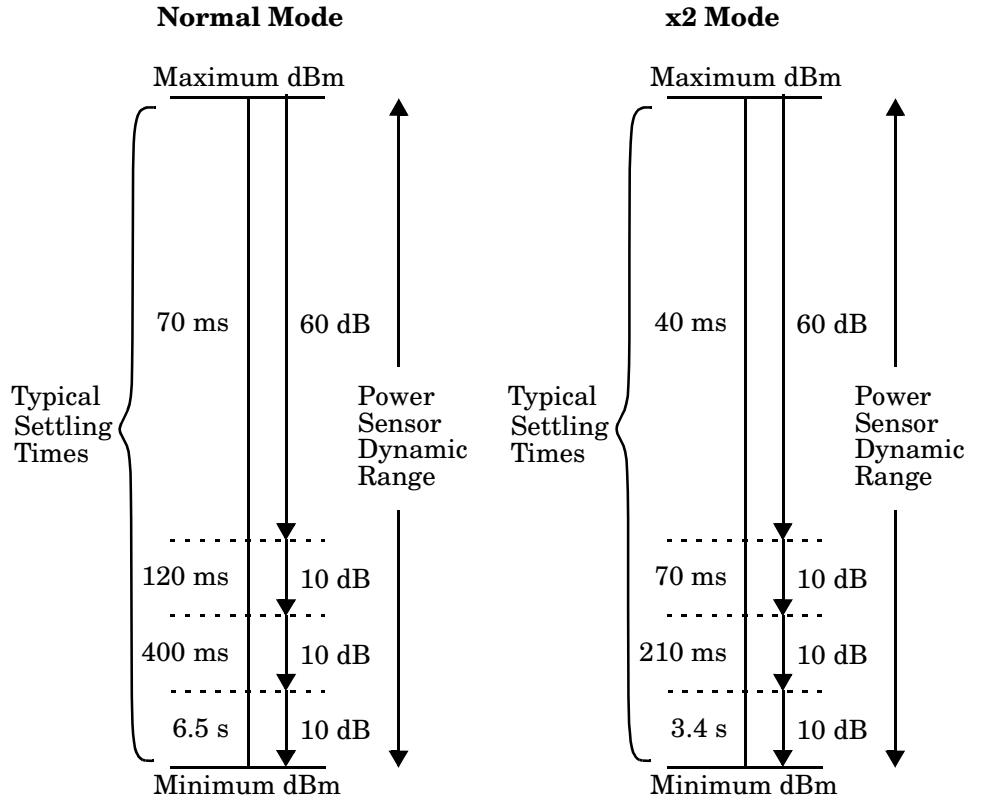 Normal Mode
Maximum dBm
70 ms
60 dB
Typical
Settling
Times
Power
Sensor
Dynamic
Range
120 ms
10 dB
400 ms
10 dB
6.5 s
10 dB
Minimum dBm
x2 Mode
Maximum dBm
40 ms
60 dB
Typical
Settling
Times
Power
Sensor
Dynamic
Range
70 ms
10 dB
210 ms
10 dB
3.4 s
10 dB
Minimum dBm